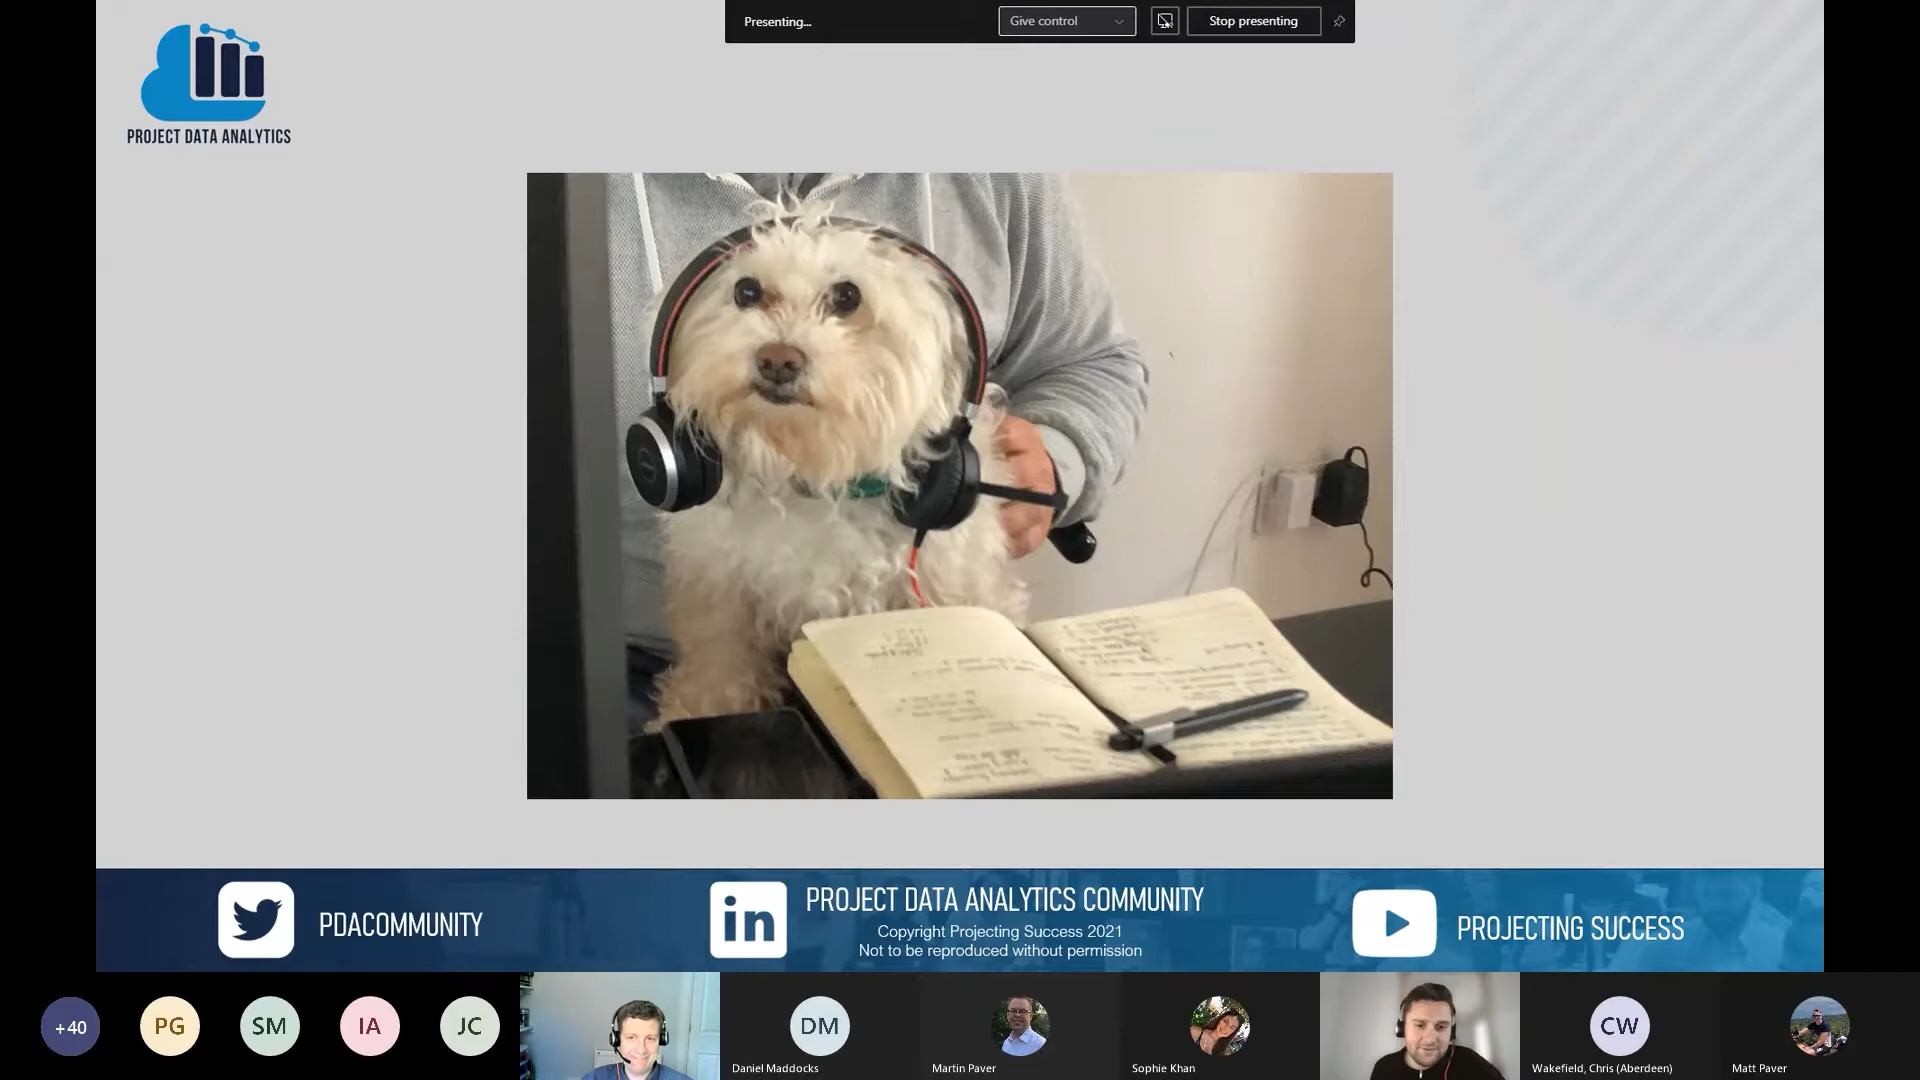 Presenting...
Give control
Stop presenting
PROJECT DATA ANALYTICS
PDACOMMUNITY
in
PROJECT DATA ANALYTICS COMMUNITY
Copyright Projecting Success 2021
Not to be reproduced without permission
PROJECTING SUCCESS
+40
PG
SM
IA
JC
DM
CW
Daniel Maddocks
Martin Paver
Sophie Khan
Wakefield, Chris (Aberdeen)
Matt Paver